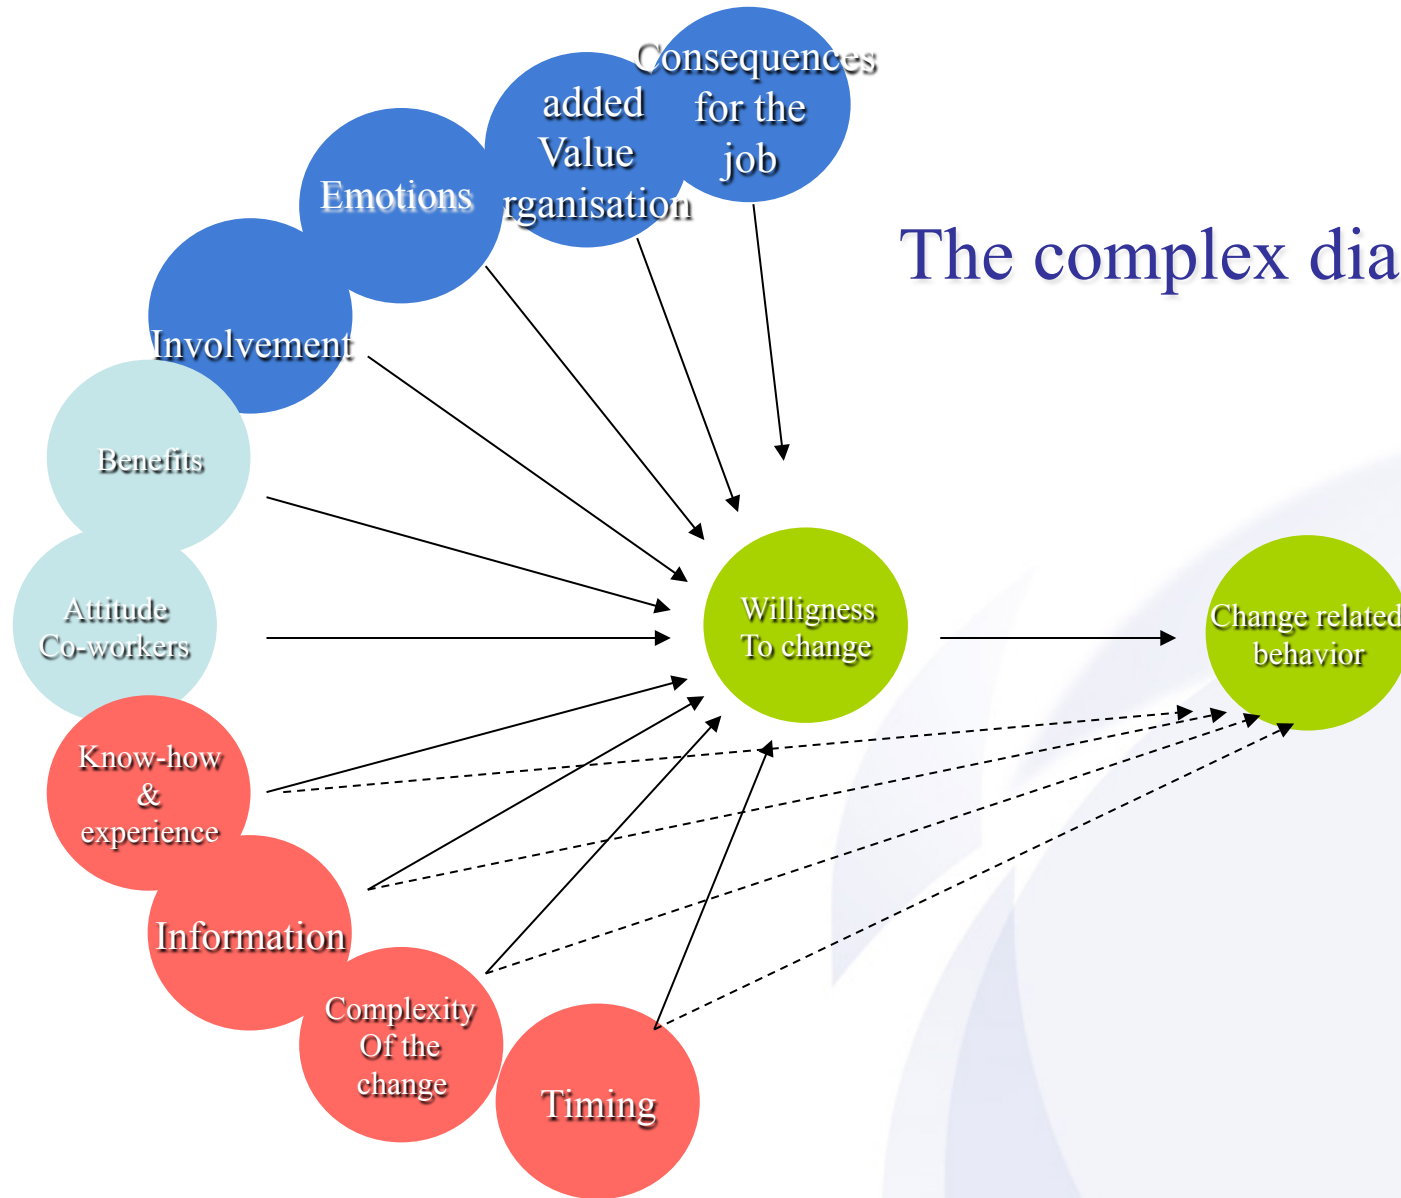 Consequences
for the
job
added
Value
rganisation
Emotions
The complex dia
Involvement
Benefits
Attitude
Co-workers
Willigness
To change
Change related
behavior
Know-how
&
experience
Information
Complexity
Of the
change
Timing